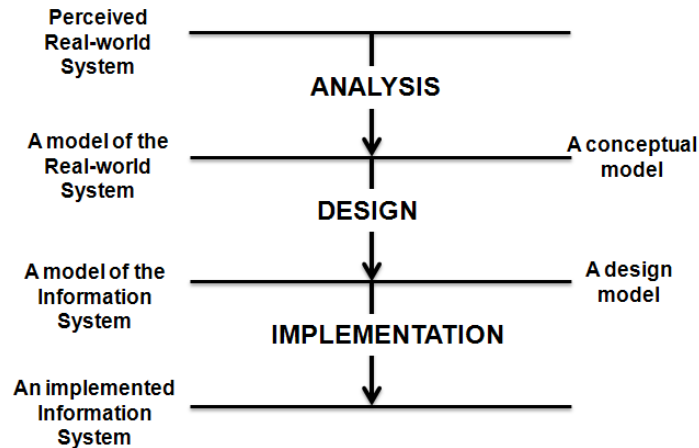 Perceived
Real-world
System
ANALYSIS
A model of the
Real-world
System
A conceptual
model
DESIGN
A model of the
Information
System
A design
model
IMPLEMENTATION
An implemented
Information
System